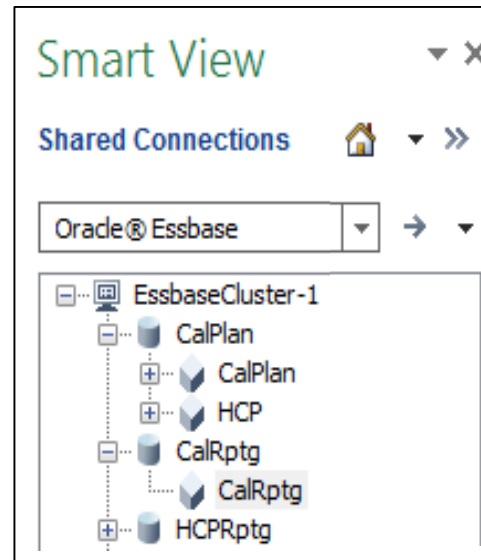 Smart View
Shared Connections
Oracle® Essbase
EssbaseCluster-1
CalPlan
CalPlan
HCP
CalRptg
CalRptg
HCPRptg